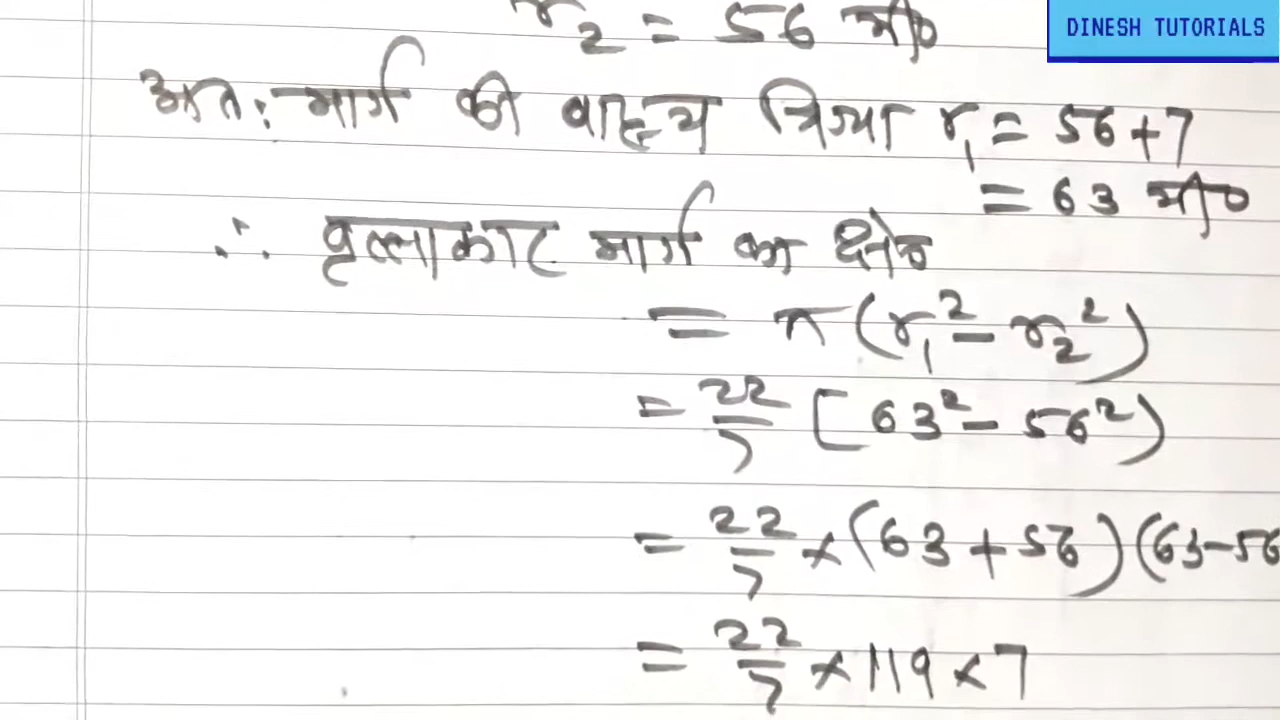 r₂ = 56 मी०
DINESH TUTORIALS
अतः मार्ग की वाह्य त्रिज्या r₁ = 56+7
= 63 मी०
∴ वृत्ताकार मार्ग का क्षे०
= π(r₁² - r₂²)
= 22/7 [63² - 56²)
= 22/7 × (63 + 56)(63-56
= 22/7 × 119 × 7